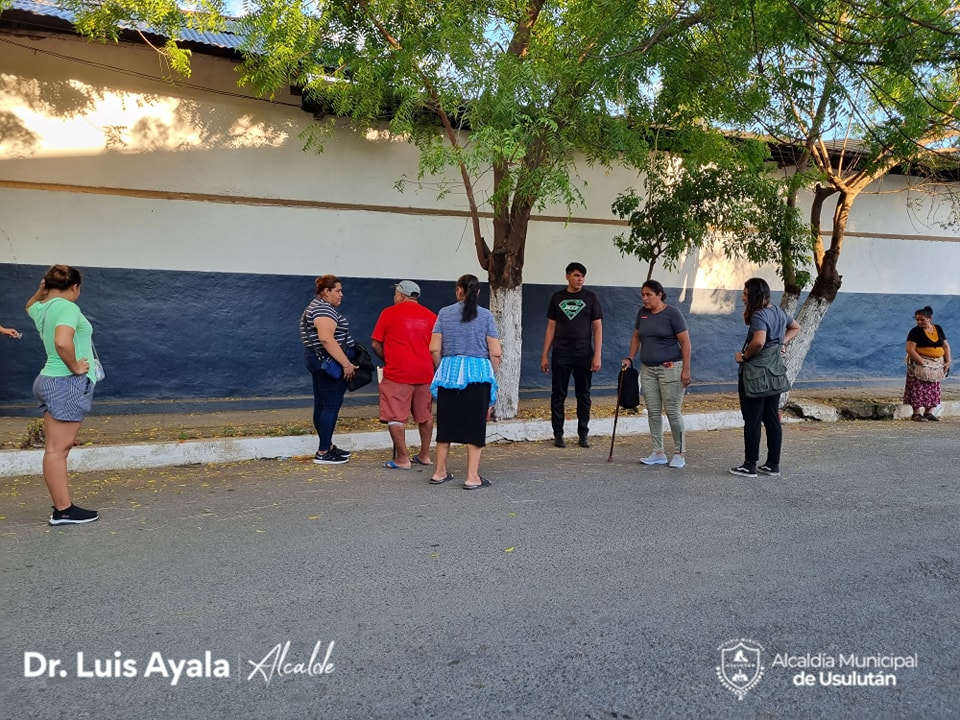 Dr. Luis Ayala | Alcalde
Alcaldía Municipal
de Usulután